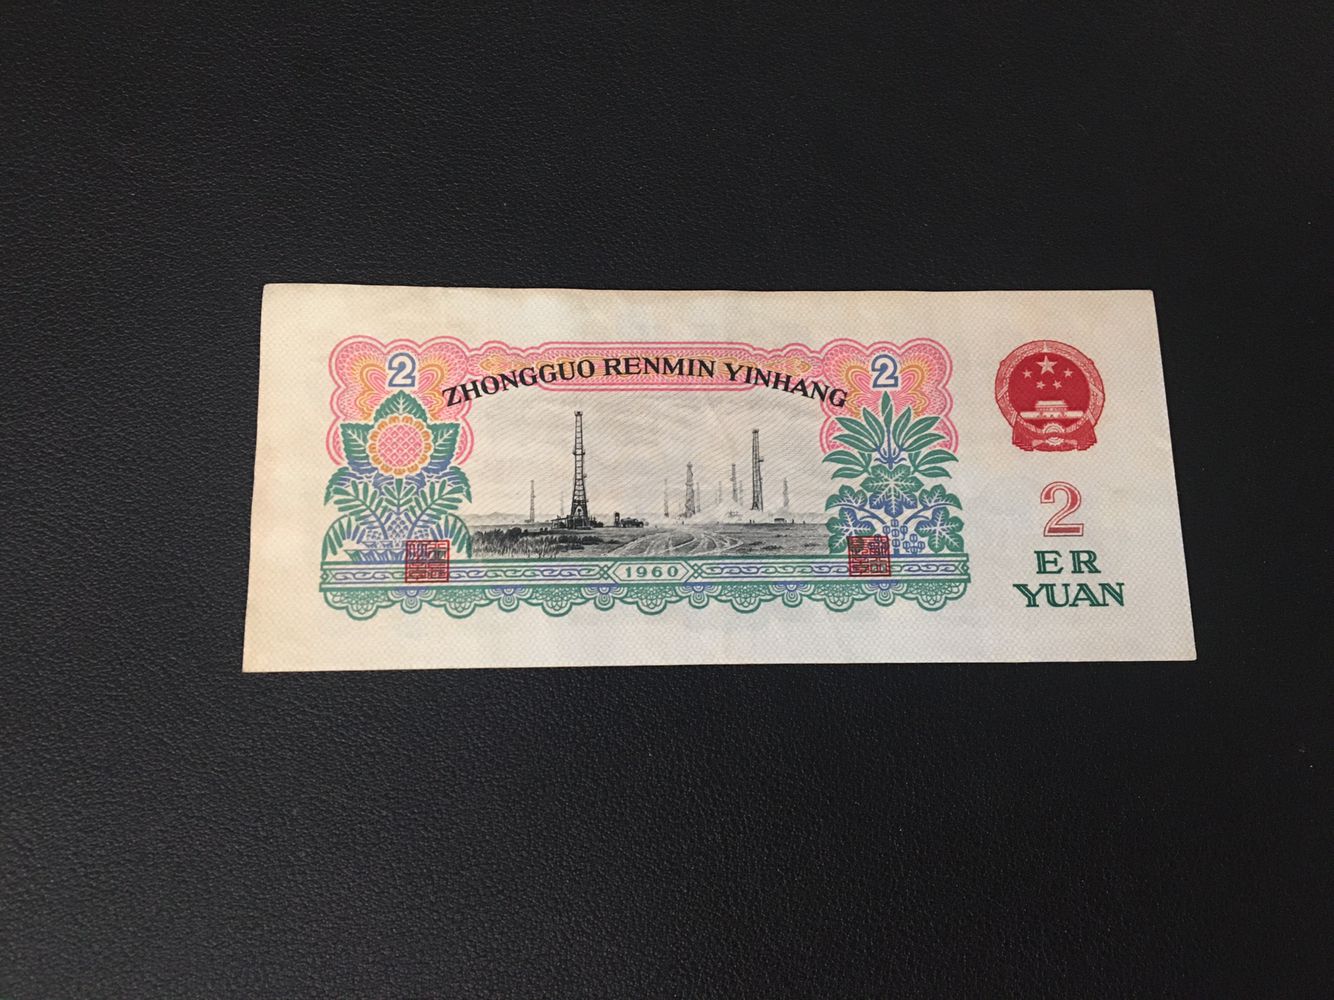 2
ZHONGGUO RENMIN YINHANG
2
1960
2
ER
YUAN